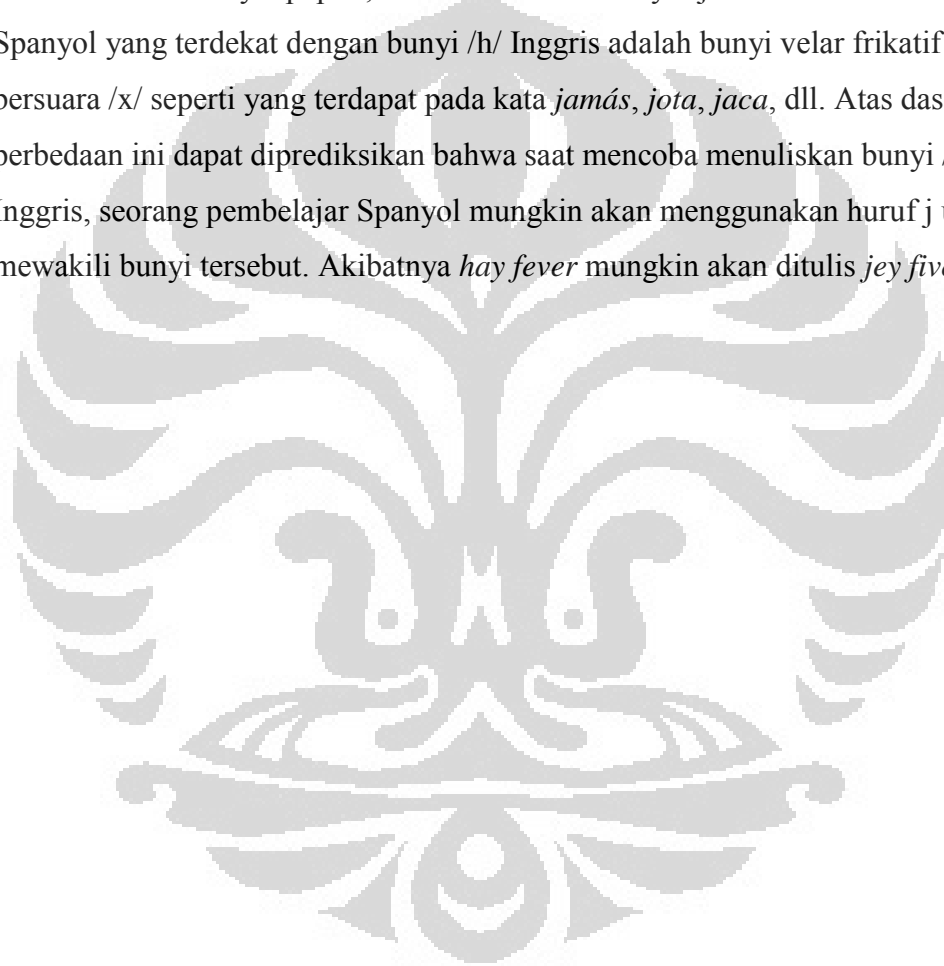 Spanyol yang terdekat dengan bunyi /h/ Inggris adalah bunyi velar frikatif
bersuara /x/ seperti yang terdapat pada kata jamás, jota, jaca, dll. Atas
perbedaan ini dapat diprediksikan bahwa saat mencoba menuliskan bunyi
Inggris, seorang pembelajar Spanyol mungkin akan menggunakan huruf j
mewakili bunyi tersebut. Akibatnya hay fever mungkin akan ditulis jey